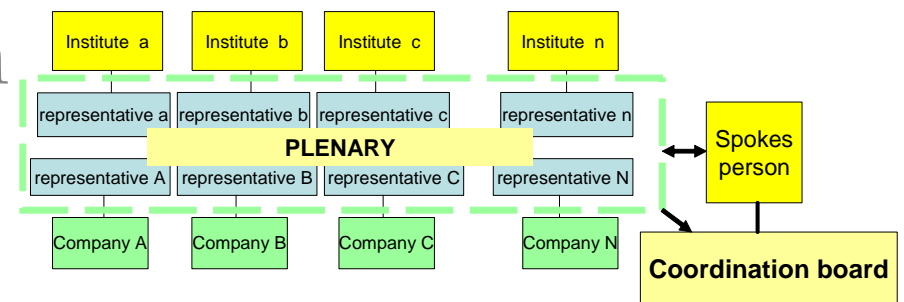 Institute a
Institute b
Institute c
Institute n
representative a
representative b
representative c
representative n
PLENARY
representative A
representative B
representative C
representative N
Company A
Company B
Company C
Company N
Spokes
person
Coordination board